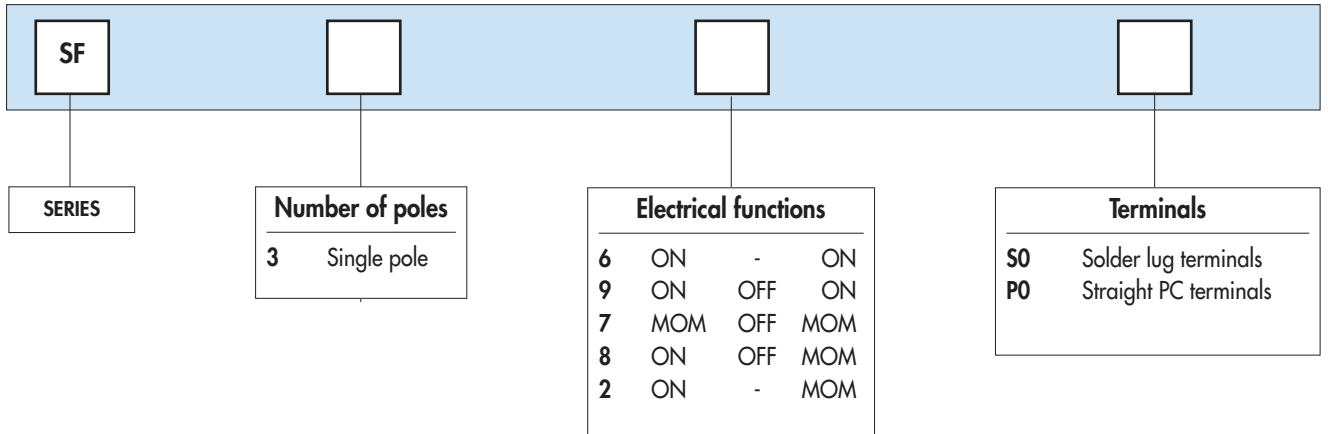 SF
SERIES
Number of poles
3 Single pole
Electrical functions
6 ON - ON
9 ON OFF ON
7 MOM OFF MOM
8 ON OFF MOM
2 ON - MOM
Terminals
S0 Solder lug terminals
P0 Straight PC terminals